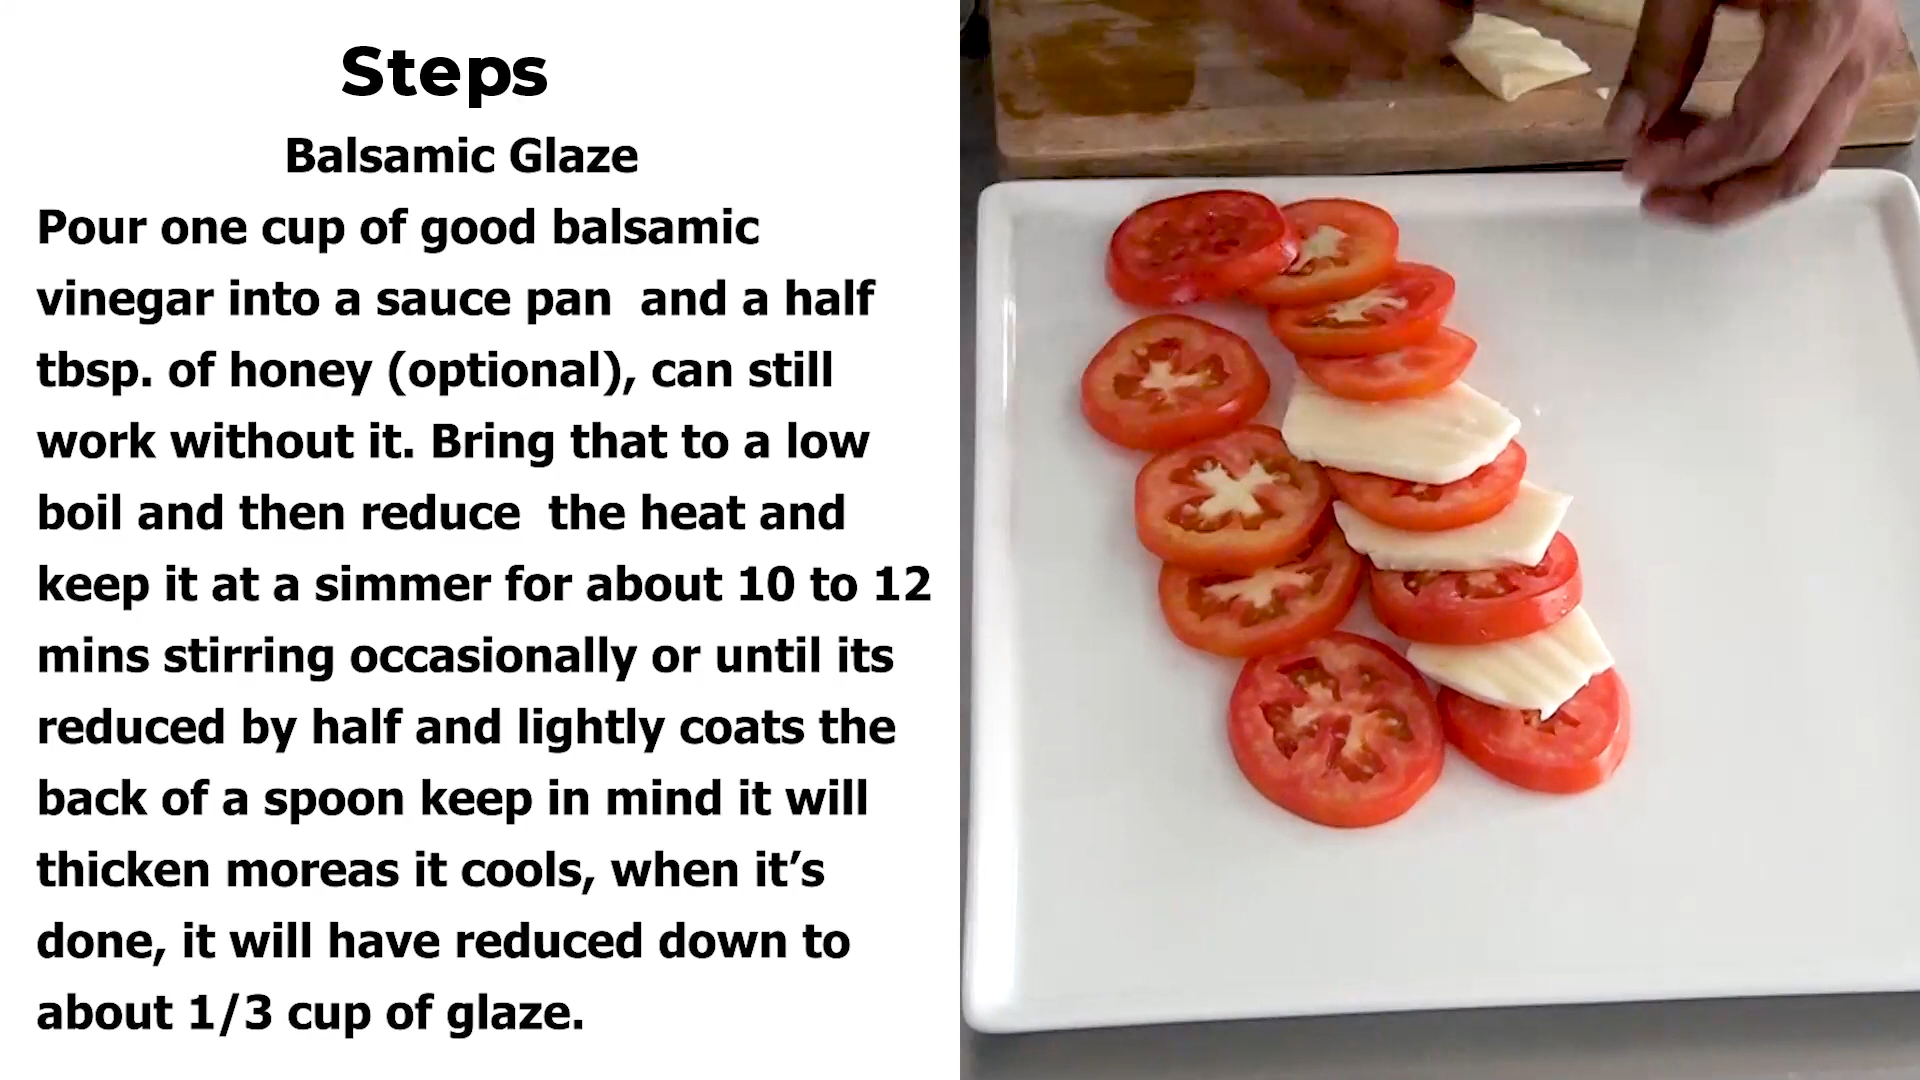 Steps
Balsamic Glaze
Pour one cup of good balsamic
vinegar into a sauce pan  and a half
tbsp. of honey (optional), can still
work without it. Bring that to a low
boil and then reduce  the heat and
keep it at a simmer for about 10 to 12
mins stirring occasionally or until its
reduced by half and lightly coats the
back of a spoon keep in mind it will
thicken moreas it cools, when it’s
done, it will have reduced down to
about 1/3 cup of glaze.